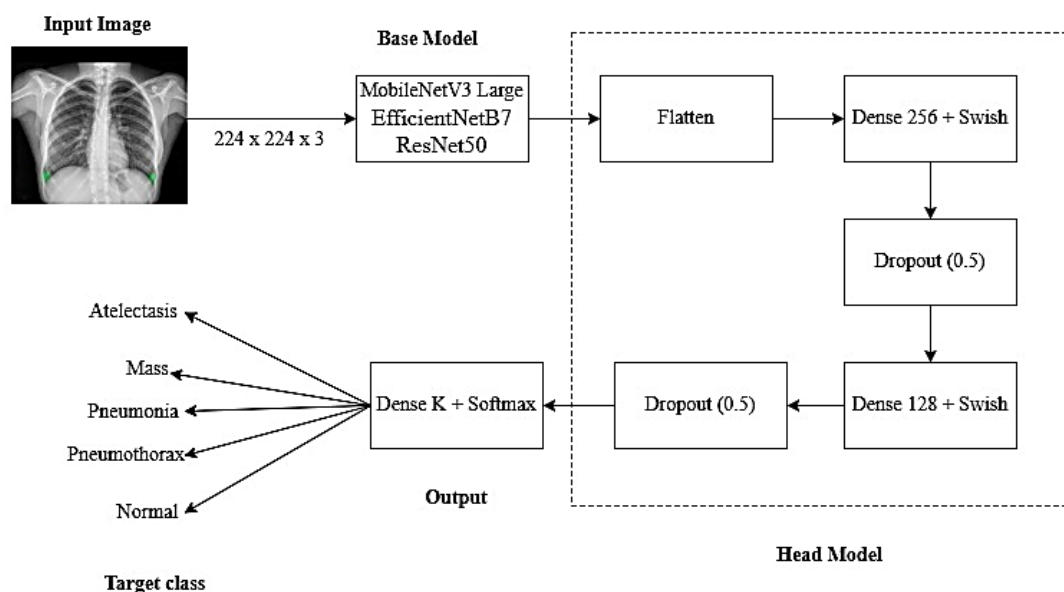 Input Image
Base Model
224 x 224 x 3
MobileNetV3 Large
EfficientNetB7
ResNet50
Flatten
Dense 256 + Swish
Dropout (0.5)
Dense 128 + Swish
Dropout (0.5)
Dense K + Softmax
Atelectasis
Mass
Pneumonia
Pneumothorax
Normal
Output
Head Model
Target class